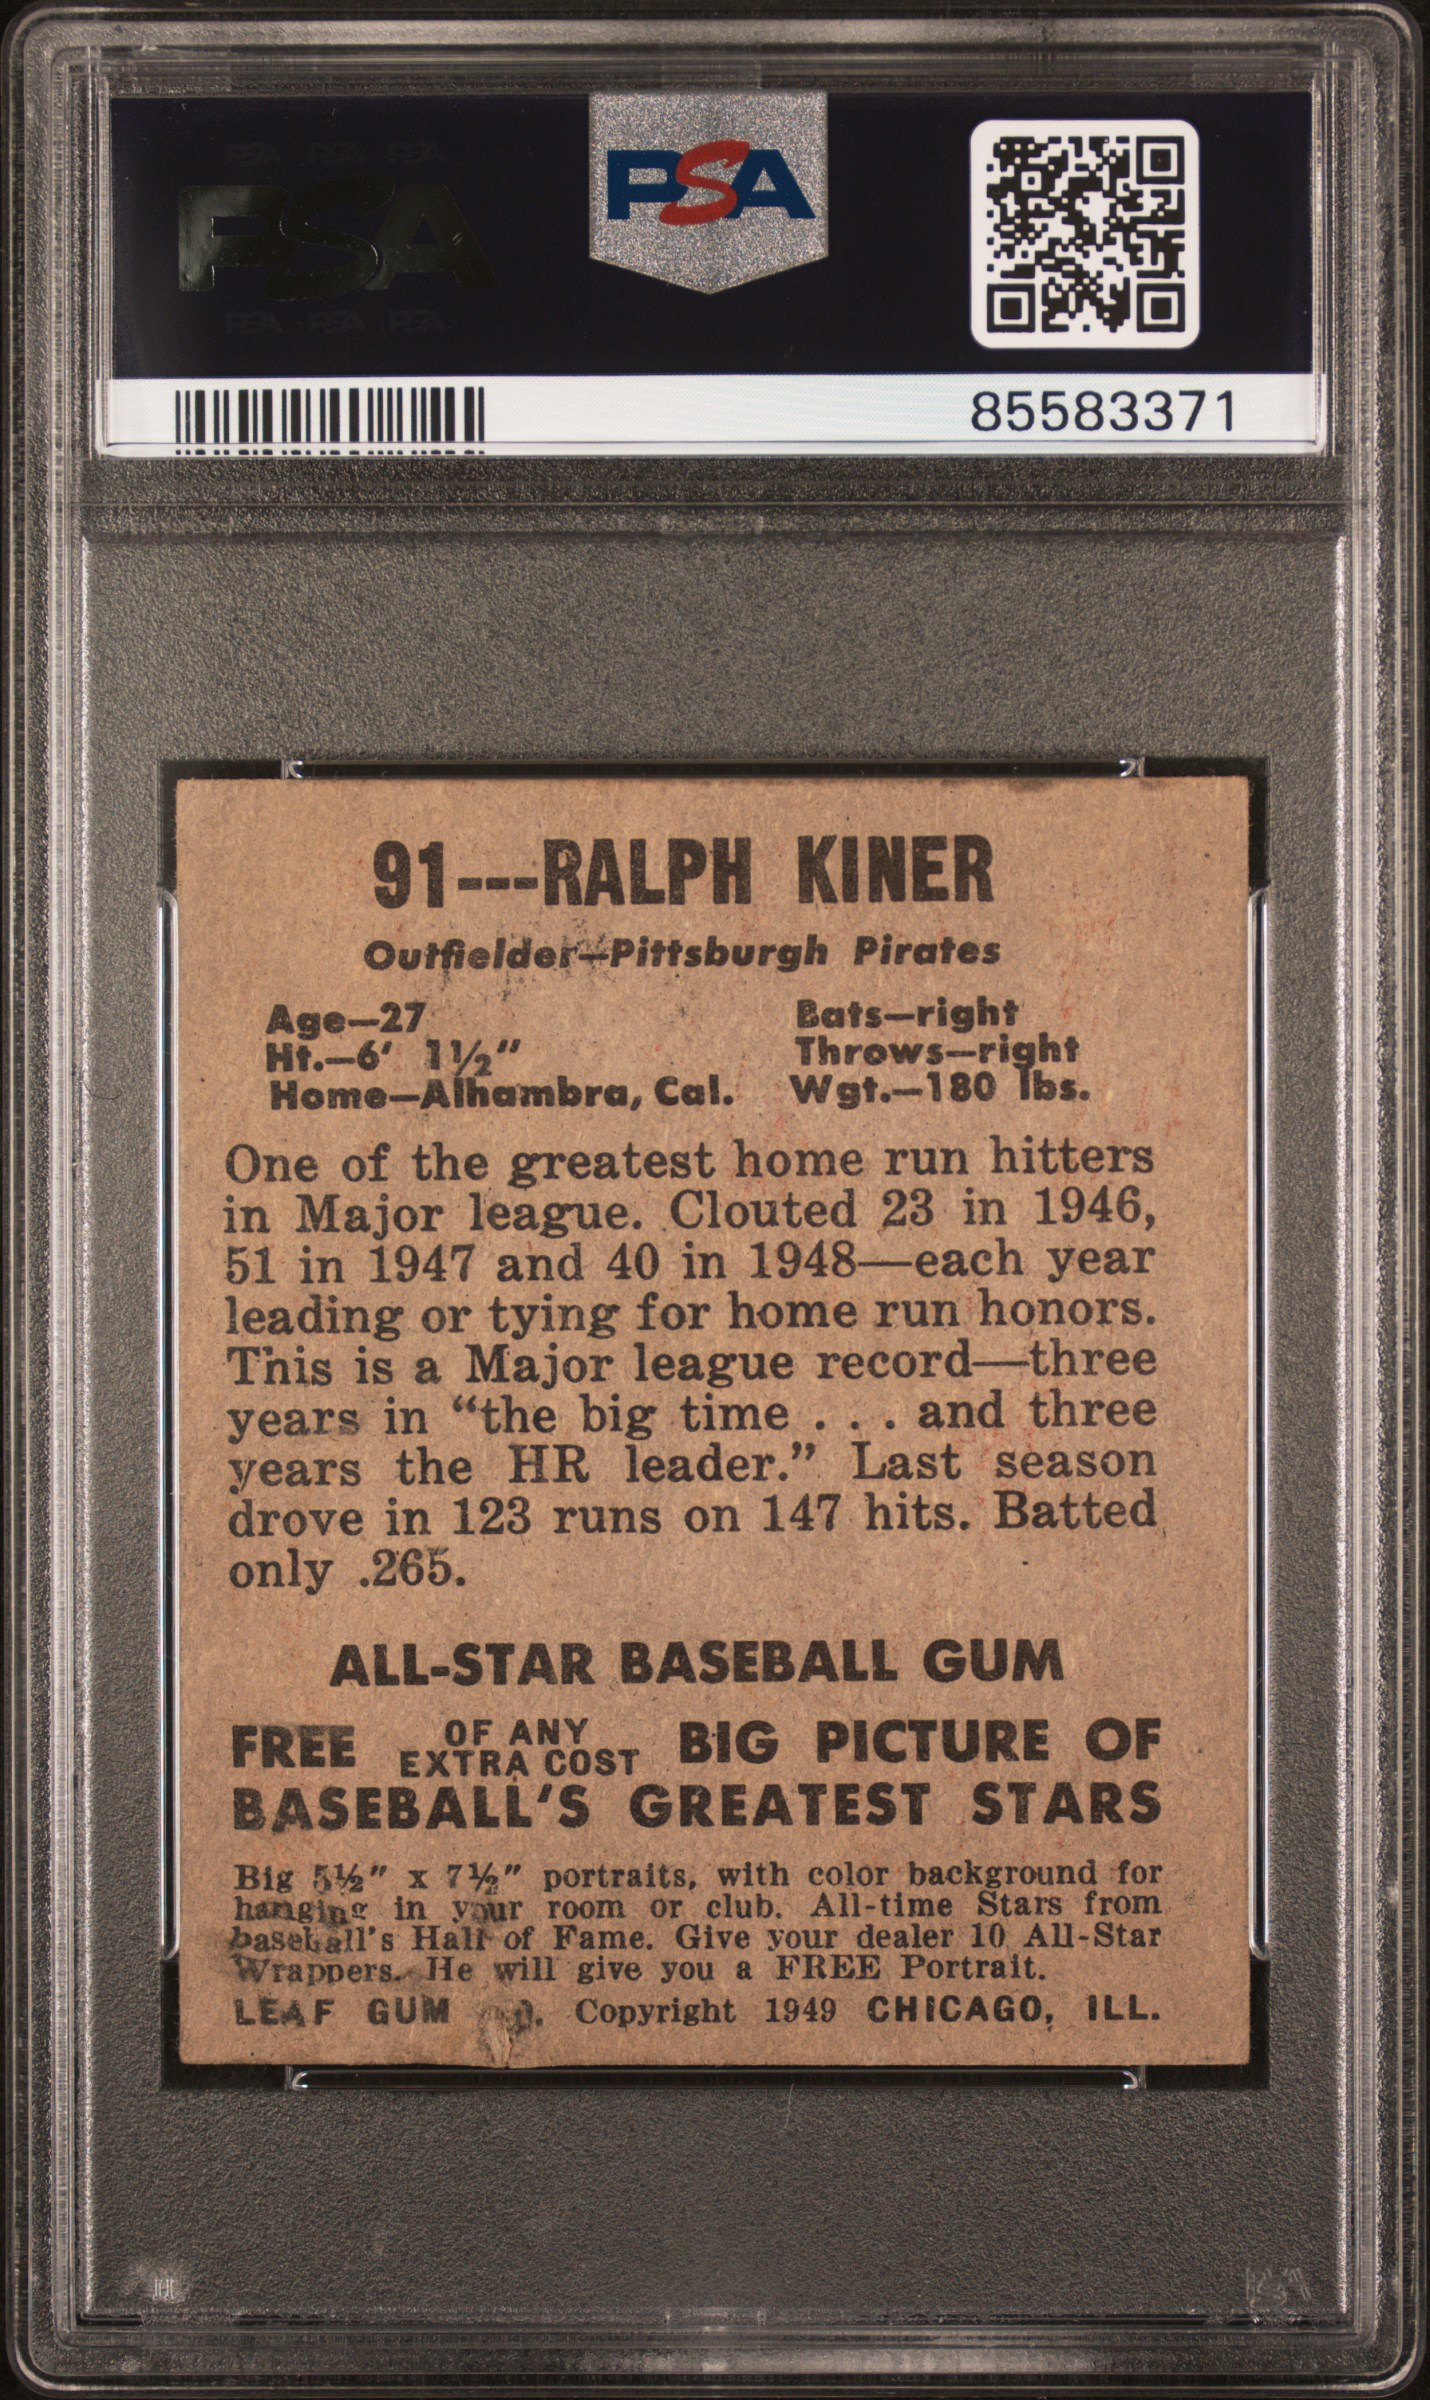 PSA PSA PSA
PSA
PSA PSA PSA
PSA
85583371
91---RALPH KINER
Outfielder—Pittsburgh Pirates
Age—27 Bats—right
Ht.—6' 1½" Throws—right
Home—Alhambra, Cal. Wgt.—180 lbs.
One of the greatest home run hitters
in Major league. Clouted 23 in 1946,
51 in 1947 and 40 in 1948—each year
leading or tying for home run honors.
This is a Major league record—three
years in “the big time . . . and three
years the HR leader.” Last season
drove in 123 runs on 147 hits. Batted
only .265.
ALL-STAR BASEBALL GUM
FREE OF ANY EXTRA COST BIG PICTURE OF
BASEBALL'S GREATEST STARS
Big 5½" x 7½" portraits, with color background for
hanging in your room or club. All-time Stars from
baseball's Hall of Fame. Give your dealer 10 All-Star
Wrappers. He will give you a FREE Portrait.
LEAF GUM Copyright 1949 CHICAGO, ILL.
PSA